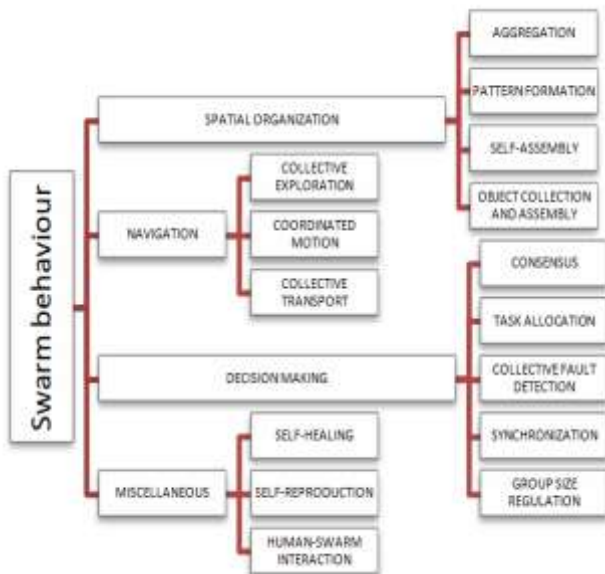 Swarm behaviour
SPATIAL ORGANIZATION
AGGREGATION
PATTERN FORMATION
SELF-ASSEMBLY
OBJECT COLLECTION
AND ASSEMBLY
NAVIGATION
COLLECTIVE
EXPLORATION
COORDINATED
MOTION
COLLECTIVE
TRANSPORT
DECISION MAKING
CONSENSUS
TASK ALLOCATION
COLLECTIVE FAULT
DETECTION
SYNCHRONIZATION
GROUP SIZE
REGULATION
MISCELLANEOUS
SELF-HEALING
SELF-REPRODUCTION
HUMAN-SWARM
INTERACTION